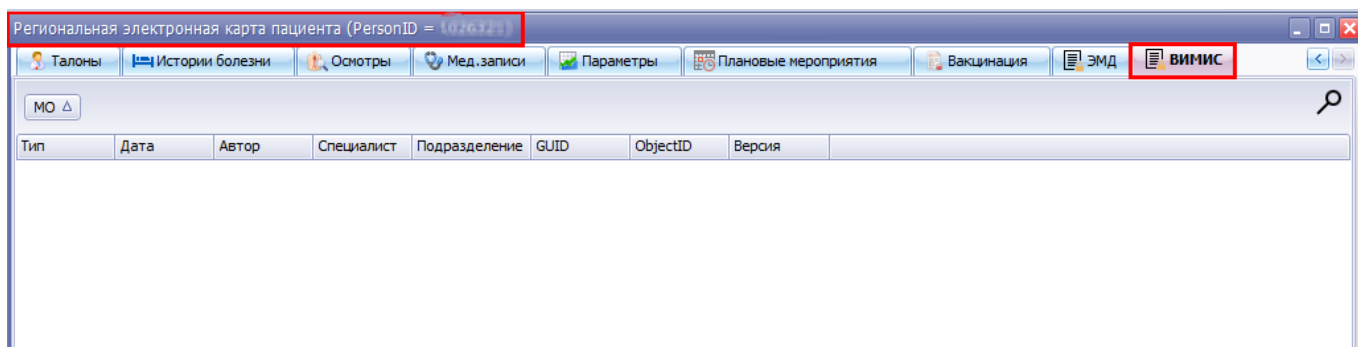 Региональная электронная карта пациента (PersonID =
Талоны Истории болезни Осмотры Мед.записи Параметры Плановые мероприятия Вакцинация ЭМД ВИМИС
МО
Тип Дата Автор Специалист Подразделение GUID ObjectID Версия